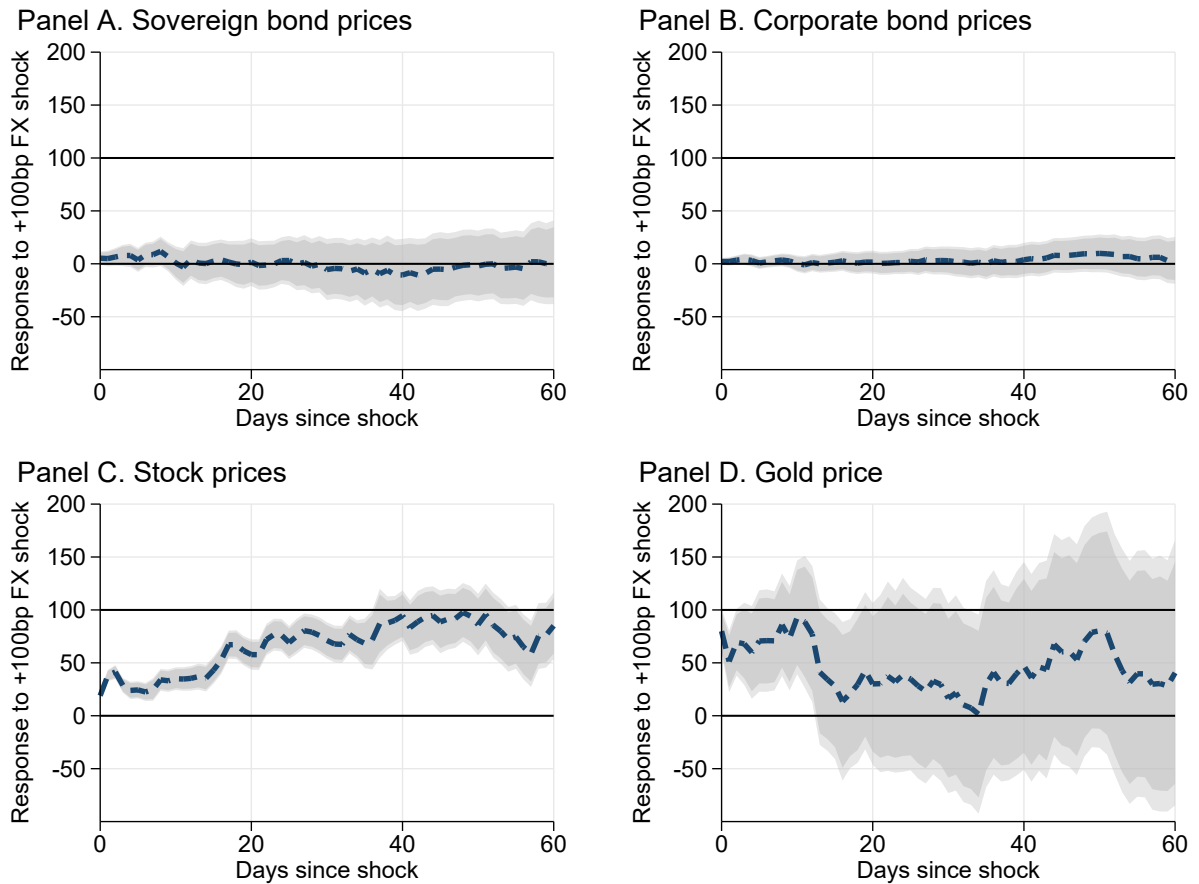 Panel A. Sovereign bond prices
Response to +100bp FX shock
200
150
100
50
0
-50
0 20 40 60
Days since shock
Panel B. Corporate bond prices
Response to +100bp FX shock
200
150
100
50
0
-50
0 20 40 60
Days since shock
Panel C. Stock prices
Response to +100bp FX shock
200
150
100
50
0
-50
0 20 40 60
Days since shock
Panel D. Gold price
Response to +100bp FX shock
200
150
100
50
0
-50
0 20 40 60
Days since shock